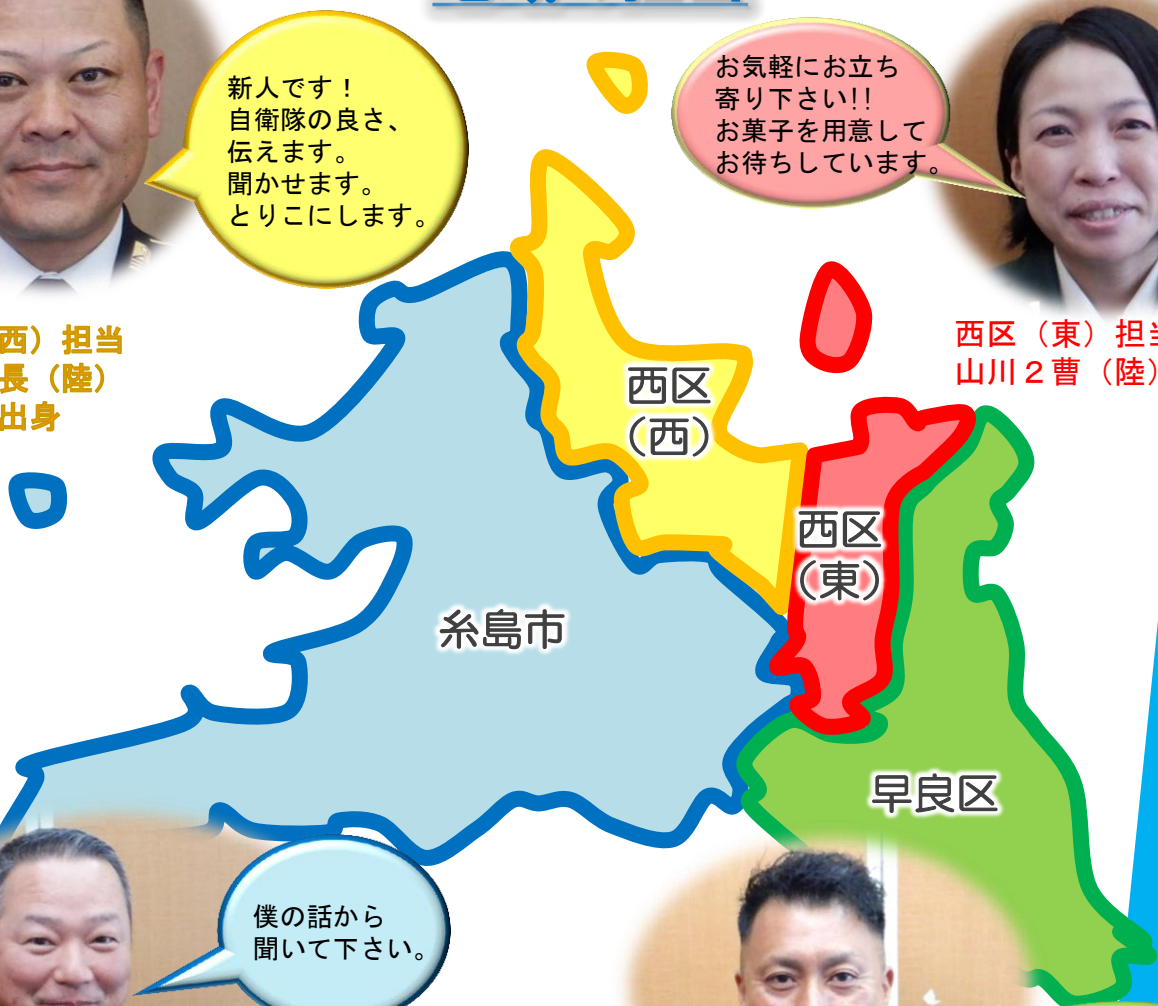 新人です！
自衛隊の良さ、
伝えます。
聞かせます。
とりこにします。
お気軽にお立ち
寄り下さい!!
お菓子を用意して
お待ちしています。
西）担当
長（陸）
出身
西区（東）担当
山川２曹（陸）
西区
（西）
西区
（東）
糸島市
早良区
僕の話から
聞いて下さい。